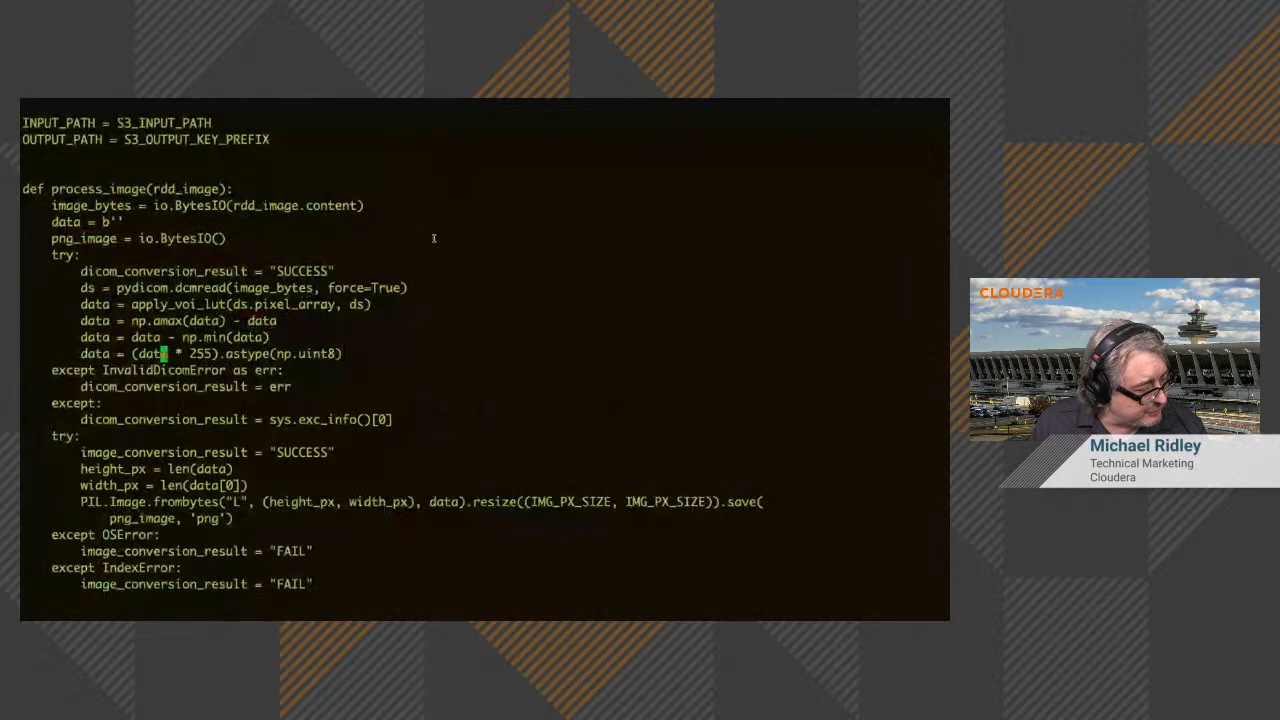 INPUT_PATH = S3_INPUT_PATH
OUTPUT_PATH = S3_OUTPUT_KEY_PREFIX
def process_image(rdd_image):
    image_bytes = io.BytesIO(rdd_image.content)
    data = b''
    png_image = io.BytesIO()
    try:
        dicom_conversion_result = "SUCCESS"
        ds = pydicom.dcmread(image_bytes, force=True)
        data = apply_voi_lut(ds.pixel_array, ds)
        data = np.amax(data) - data
        data = data - np.min(data)
        data = (data * 255).astype(np.uint8)
    except InvalidDicomError as err:
        dicom_conversion_result = err
    except:
        dicom_conversion_result = sys.exc_info()[0]
    try:
        image_conversion_result = "SUCCESS"
        height_px = len(data)
        width_px = len(data[0])
        PIL.Image.frombytes("L", (height_px, width_px), data).resize((IMG_PX_SIZE, IMG_PX_SIZE)).save(
            png_image, 'png')
    except OSError:
        image_conversion_result = "FAIL"
    except IndexError:
        image_conversion_result = "FAIL"
CLOUDERA
Michael Ridley
Technical Marketing
Cloudera